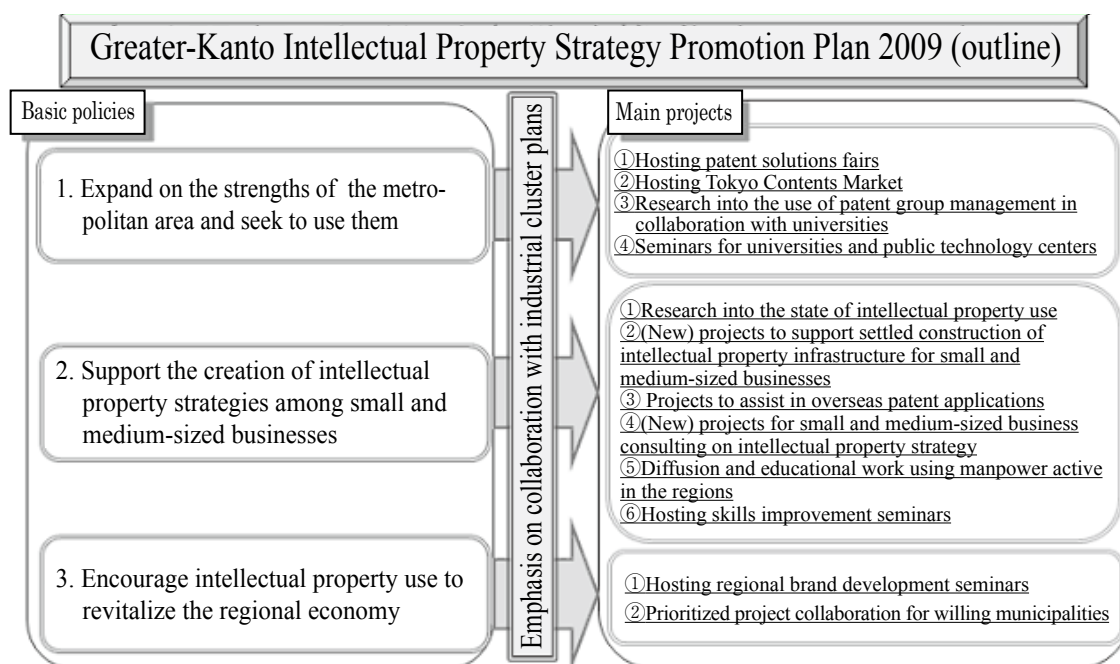 Greater-Kanto Intellectual Property Strategy Promotion Plan 2009 (outline)
Basic policies
1. Expand on the strengths of the metro-
politan area and seek to use them
2. Support the creation of intellectual
property strategies among small and
medium-sized businesses
3. Encourage intellectual property use to
revitalize the regional economy
Emphasis on collaboration with industrial cluster plans
Main projects
①Hosting patent solutions fairs
②Hosting Tokyo Contents Market
③Research into the use of patent group management in
collaboration with universities
④Seminars for universities and public technology centers
①Research into the state of intellectual property use
②(New) projects to support settled construction of
intellectual property infrastructure for small and
medium-sized businesses
③ Projects to assist in overseas patent applications
④(New) projects for small and medium-sized business
consulting on intellectual property strategy
⑤Diffusion and educational work using manpower active
in the regions
⑥Hosting skills improvement seminars
①Hosting regional brand development seminars
②Prioritized project collaboration for willing municipalities